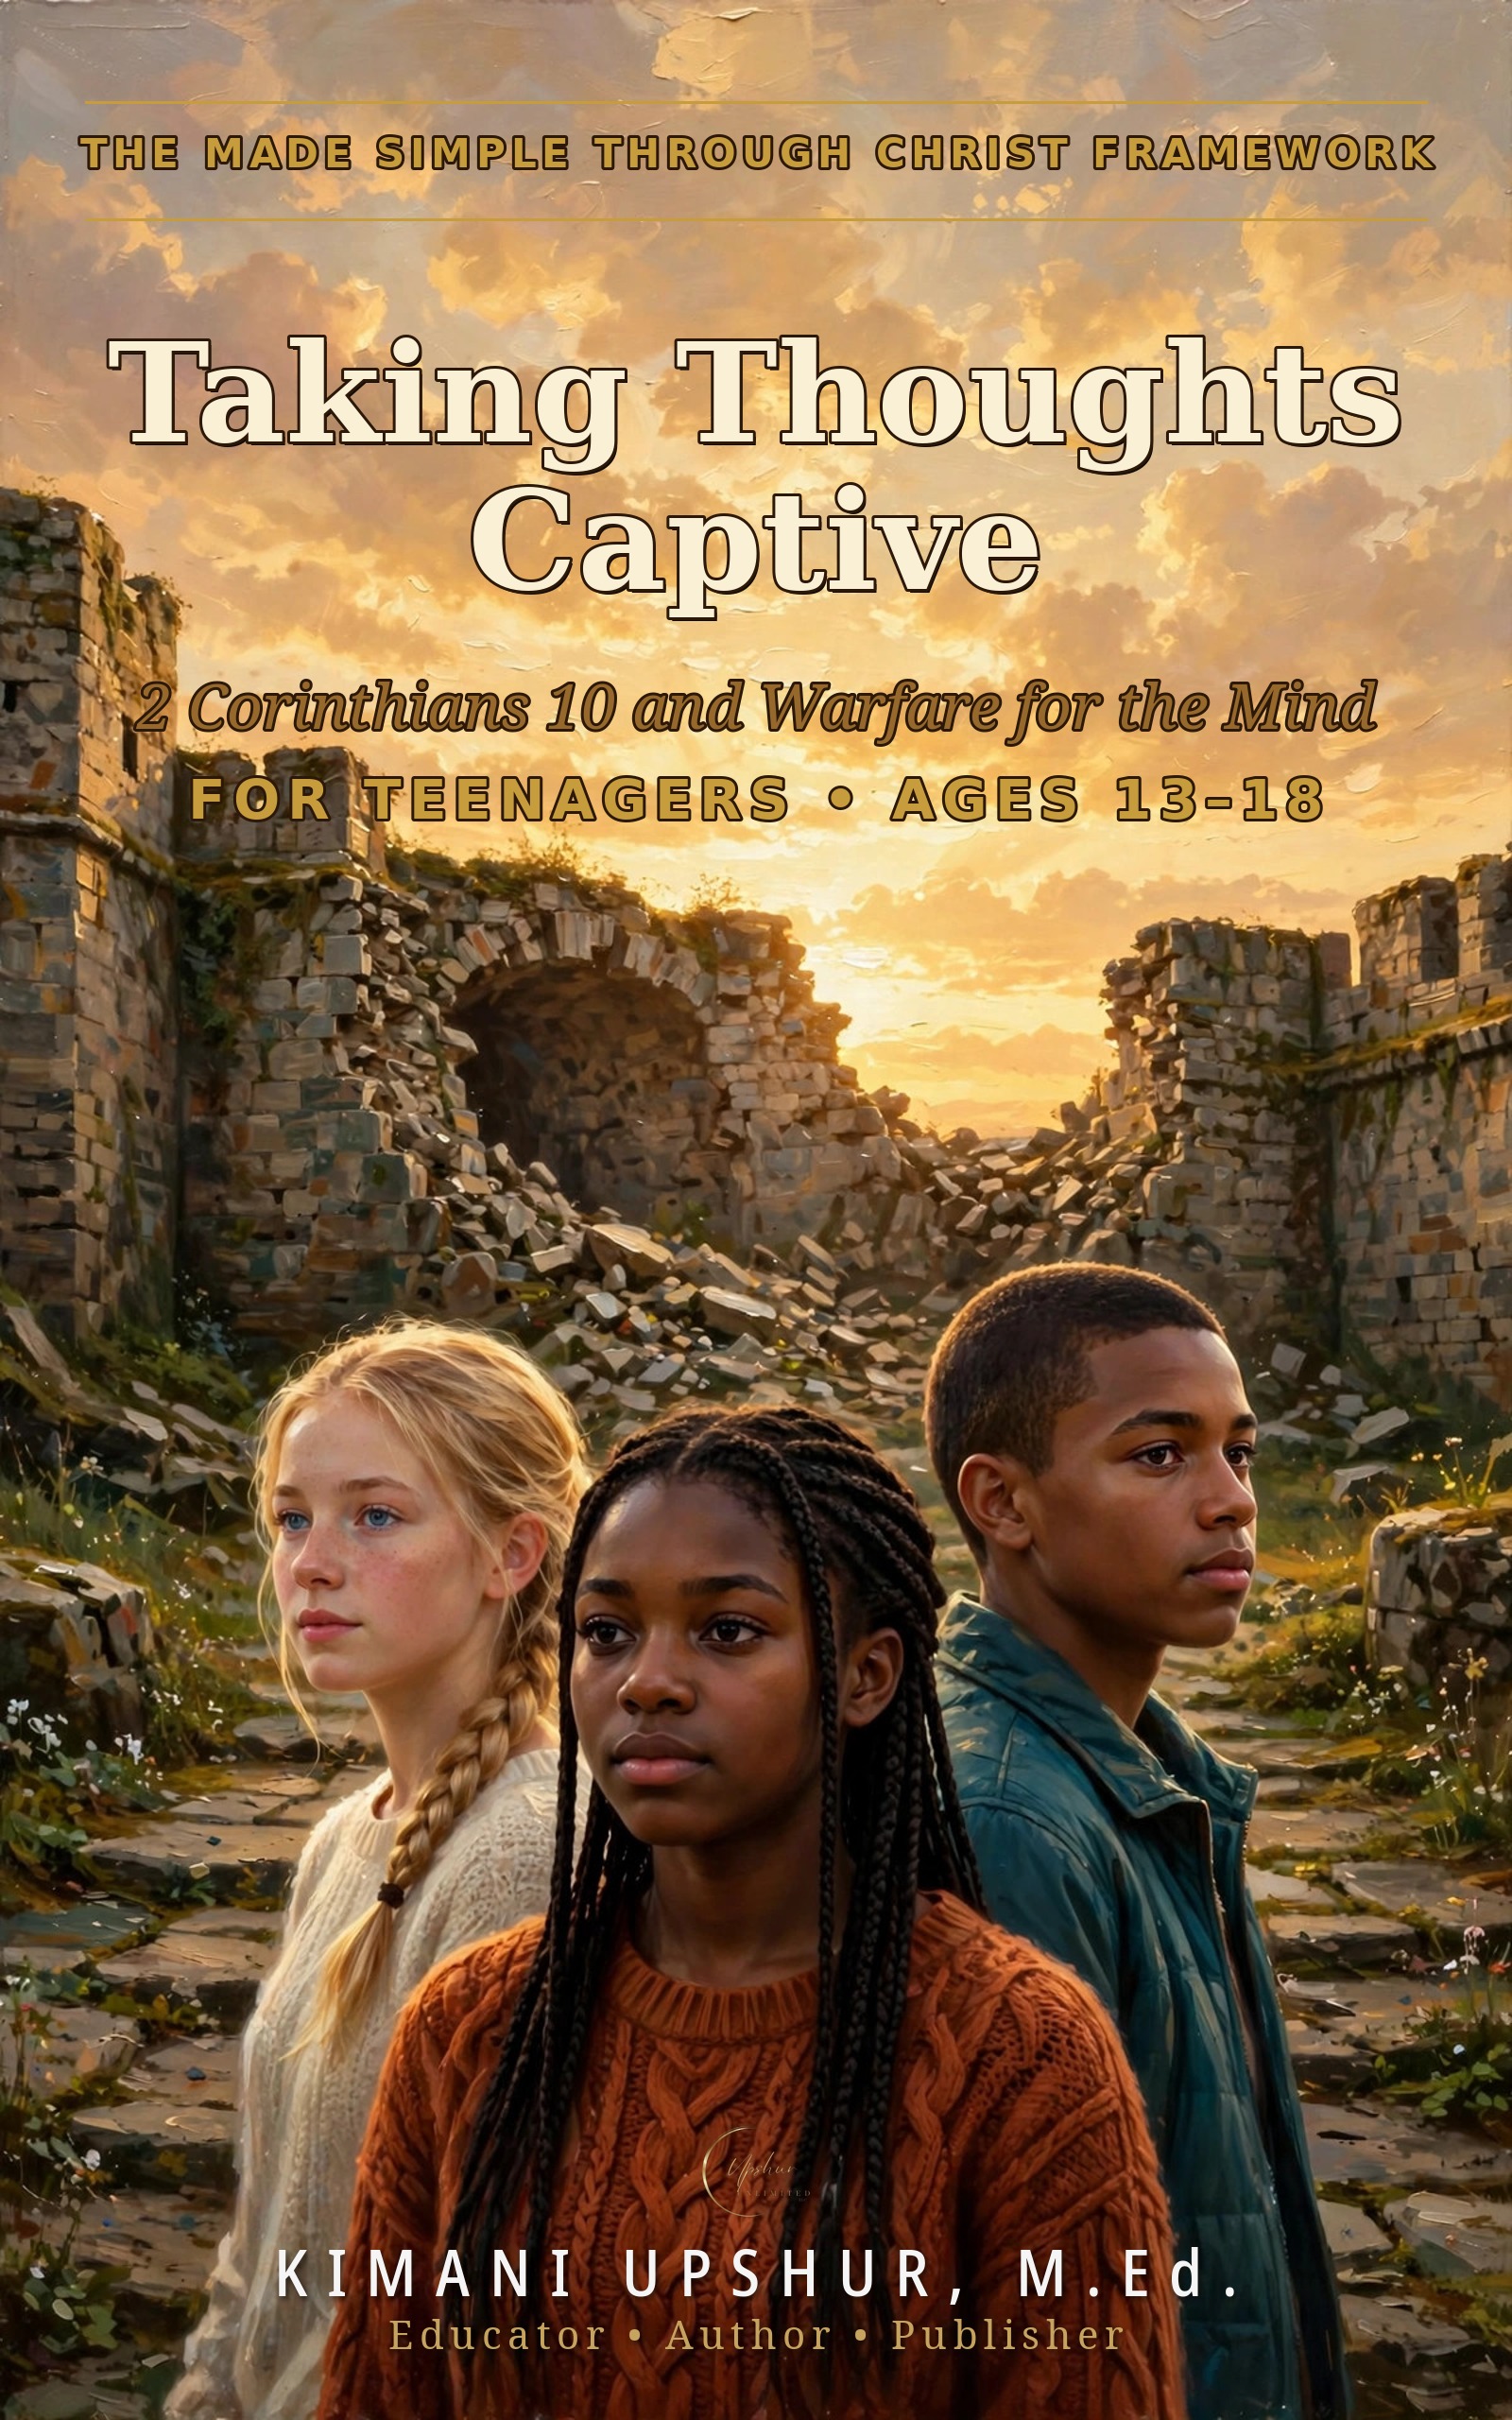 THE MADE SIMPLE THROUGH CHRIST FRAMEWORK
Taking Thoughts
Captive
2 Corinthians 10 and Warfare for the Mind
FOR TEENAGERS • AGES 13–18
Upshur
KIMANI UPSHUR, M.Ed.
Educator • Author • Publisher